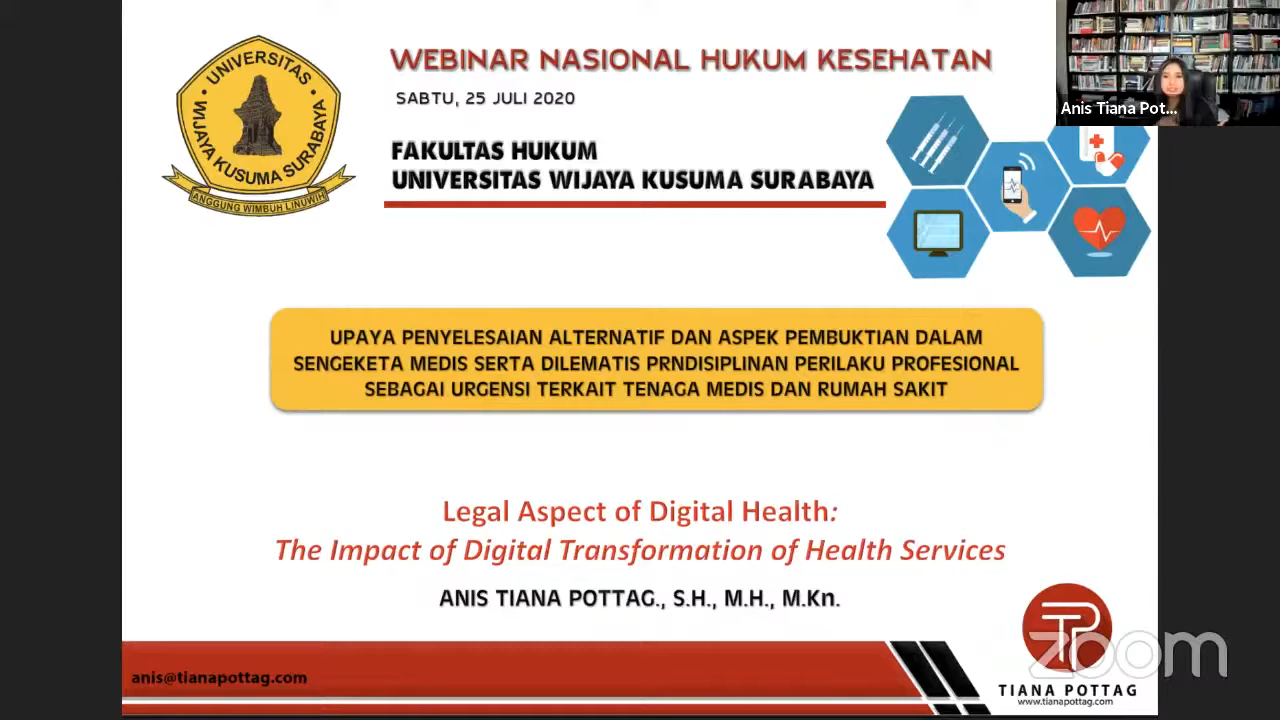 UNIVERSITAS
WIJAYA KUSUMA SURABAYA
ANGGUNG WIMBUH LINUWIH
WEBINAR NASIONAL HUKUM KESEHATAN
SABTU, 25 JULI 2020
FAKULTAS HUKUM
UNIVERSITAS WIJAYA KUSUMA SURABAYA
Anis Tiana Pot...
UPAYA PENYELESAIAN ALTERNATIF DAN ASPEK PEMBUKTIAN DALAM
SENGEKETA MEDIS SERTA DILEMATIS PRNDISIPLINAN PERILAKU PROFESIONAL
SEBAGAI URGENSI TERKAIT TENAGA MEDIS DAN RUMAH SAKIT
Legal Aspect of Digital Health:
The Impact of Digital Transformation of Health Services
ANIS TIANA POTTAG., S.H., M.H., M.Kn.
anis@tianapottag.com
TP
zoom
TIANA POTTAG
www.tianapottag.com